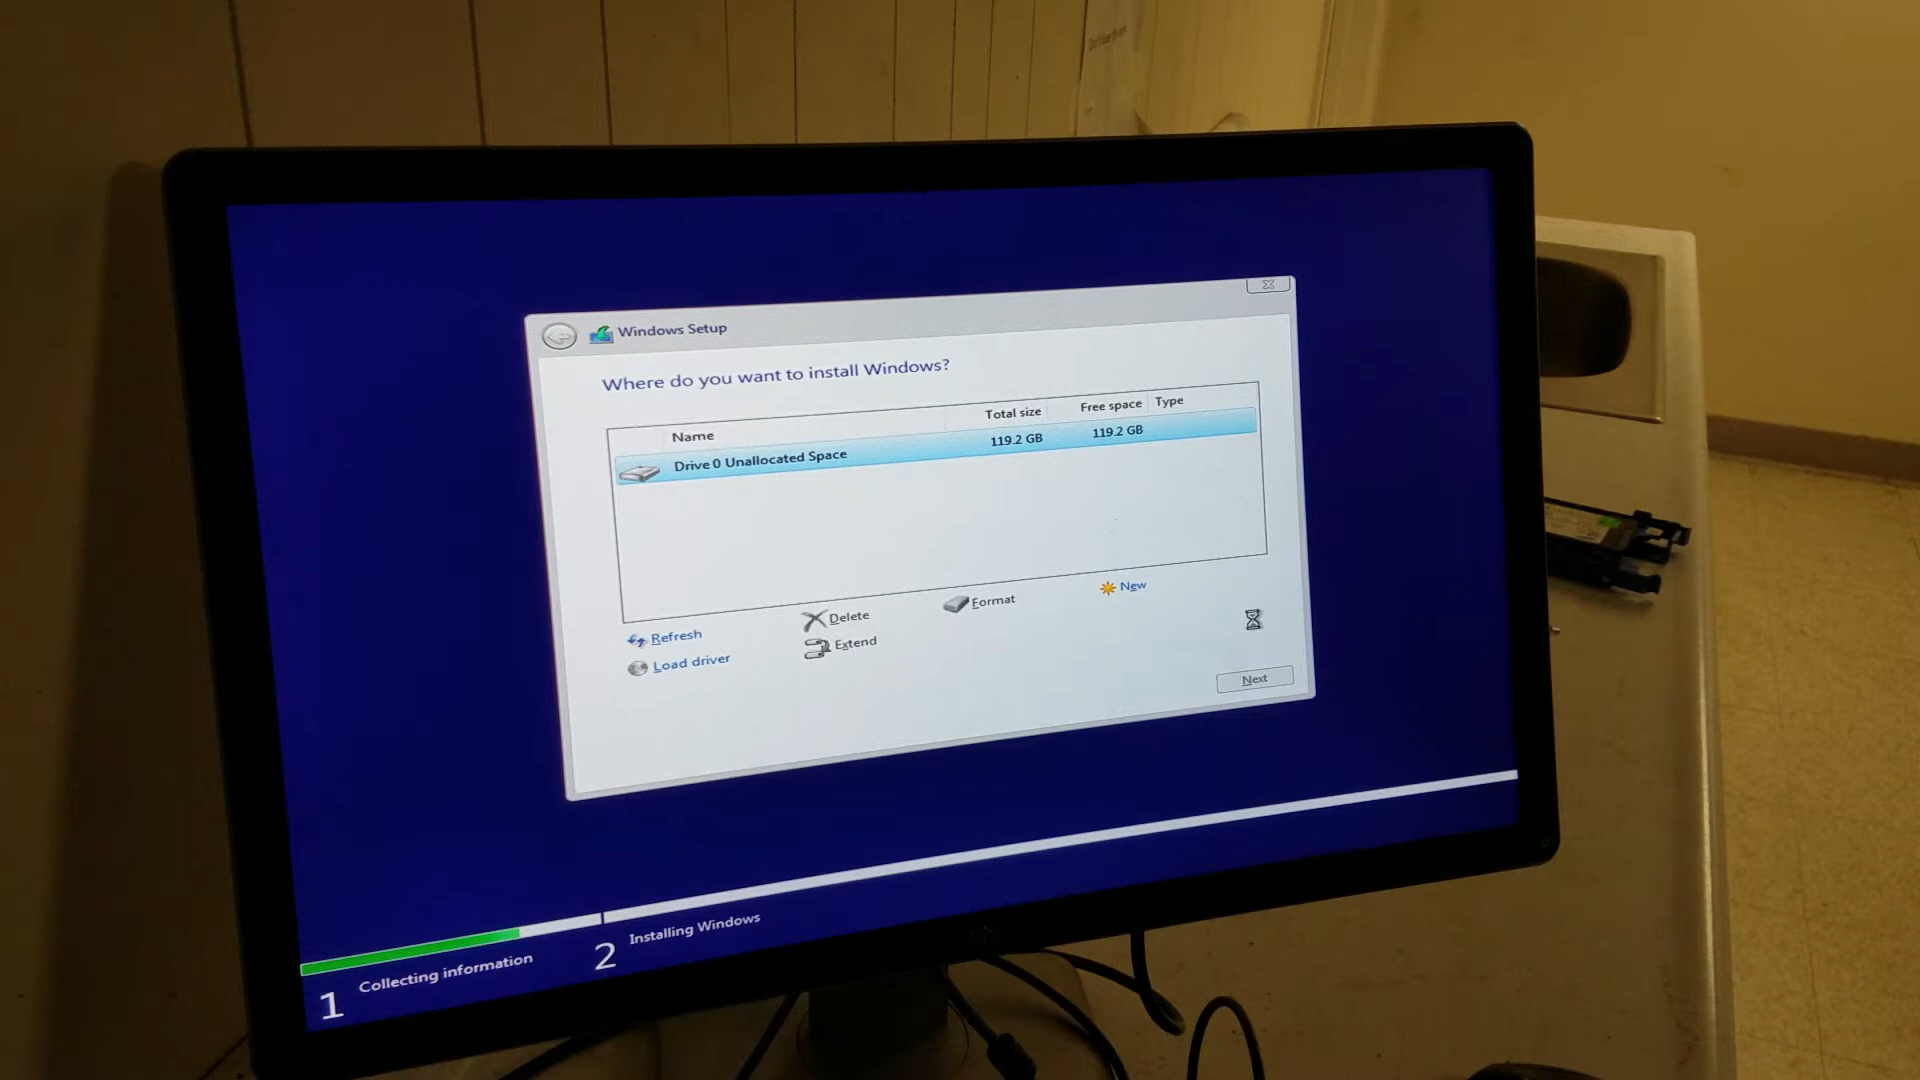 Windows Setup
Where do you want to install Windows?
Name Total size Free space Type
Drive 0 Unallocated Space 119.2 GB 119.2 GB
Refresh Delete Format New
Load driver Extend
Next
1 Collecting information 2 Installing Windows